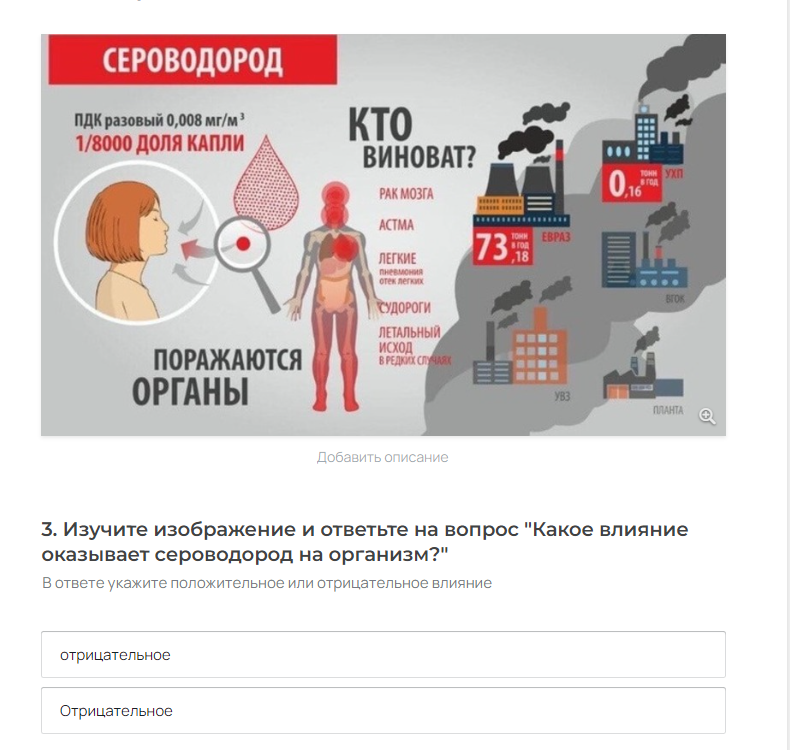 СЕРОВОДОРОД
ПДК разовый 0,008 мг/м³
1/8000 ДОЛЯ КАПЛИ
КТО
ВИНОВАТ?
РАК МОЗГА
АСТМА
ЛЕГКИЕ
пневмония
отек легких
СУДОРОГИ
ЛЕТАЛЬНЫЙ
ИСХОД
В РЕДКИХ СЛУЧАЯХ
ПОРАЖАЮТСЯ
ОРГАНЫ
73,18 ТОНН В ГОД
ЕВРАЗ
0,16 ТОНН В ГОД
УХП
ВГОК
УВЗ
ПЛАНТА
Добавить описание
3. Изучите изображение и ответьте на вопрос "Какое влияние
оказывает сероводород на организм?"
В ответе укажите положительное или отрицательное влияние
отрицательное
Отрицательное